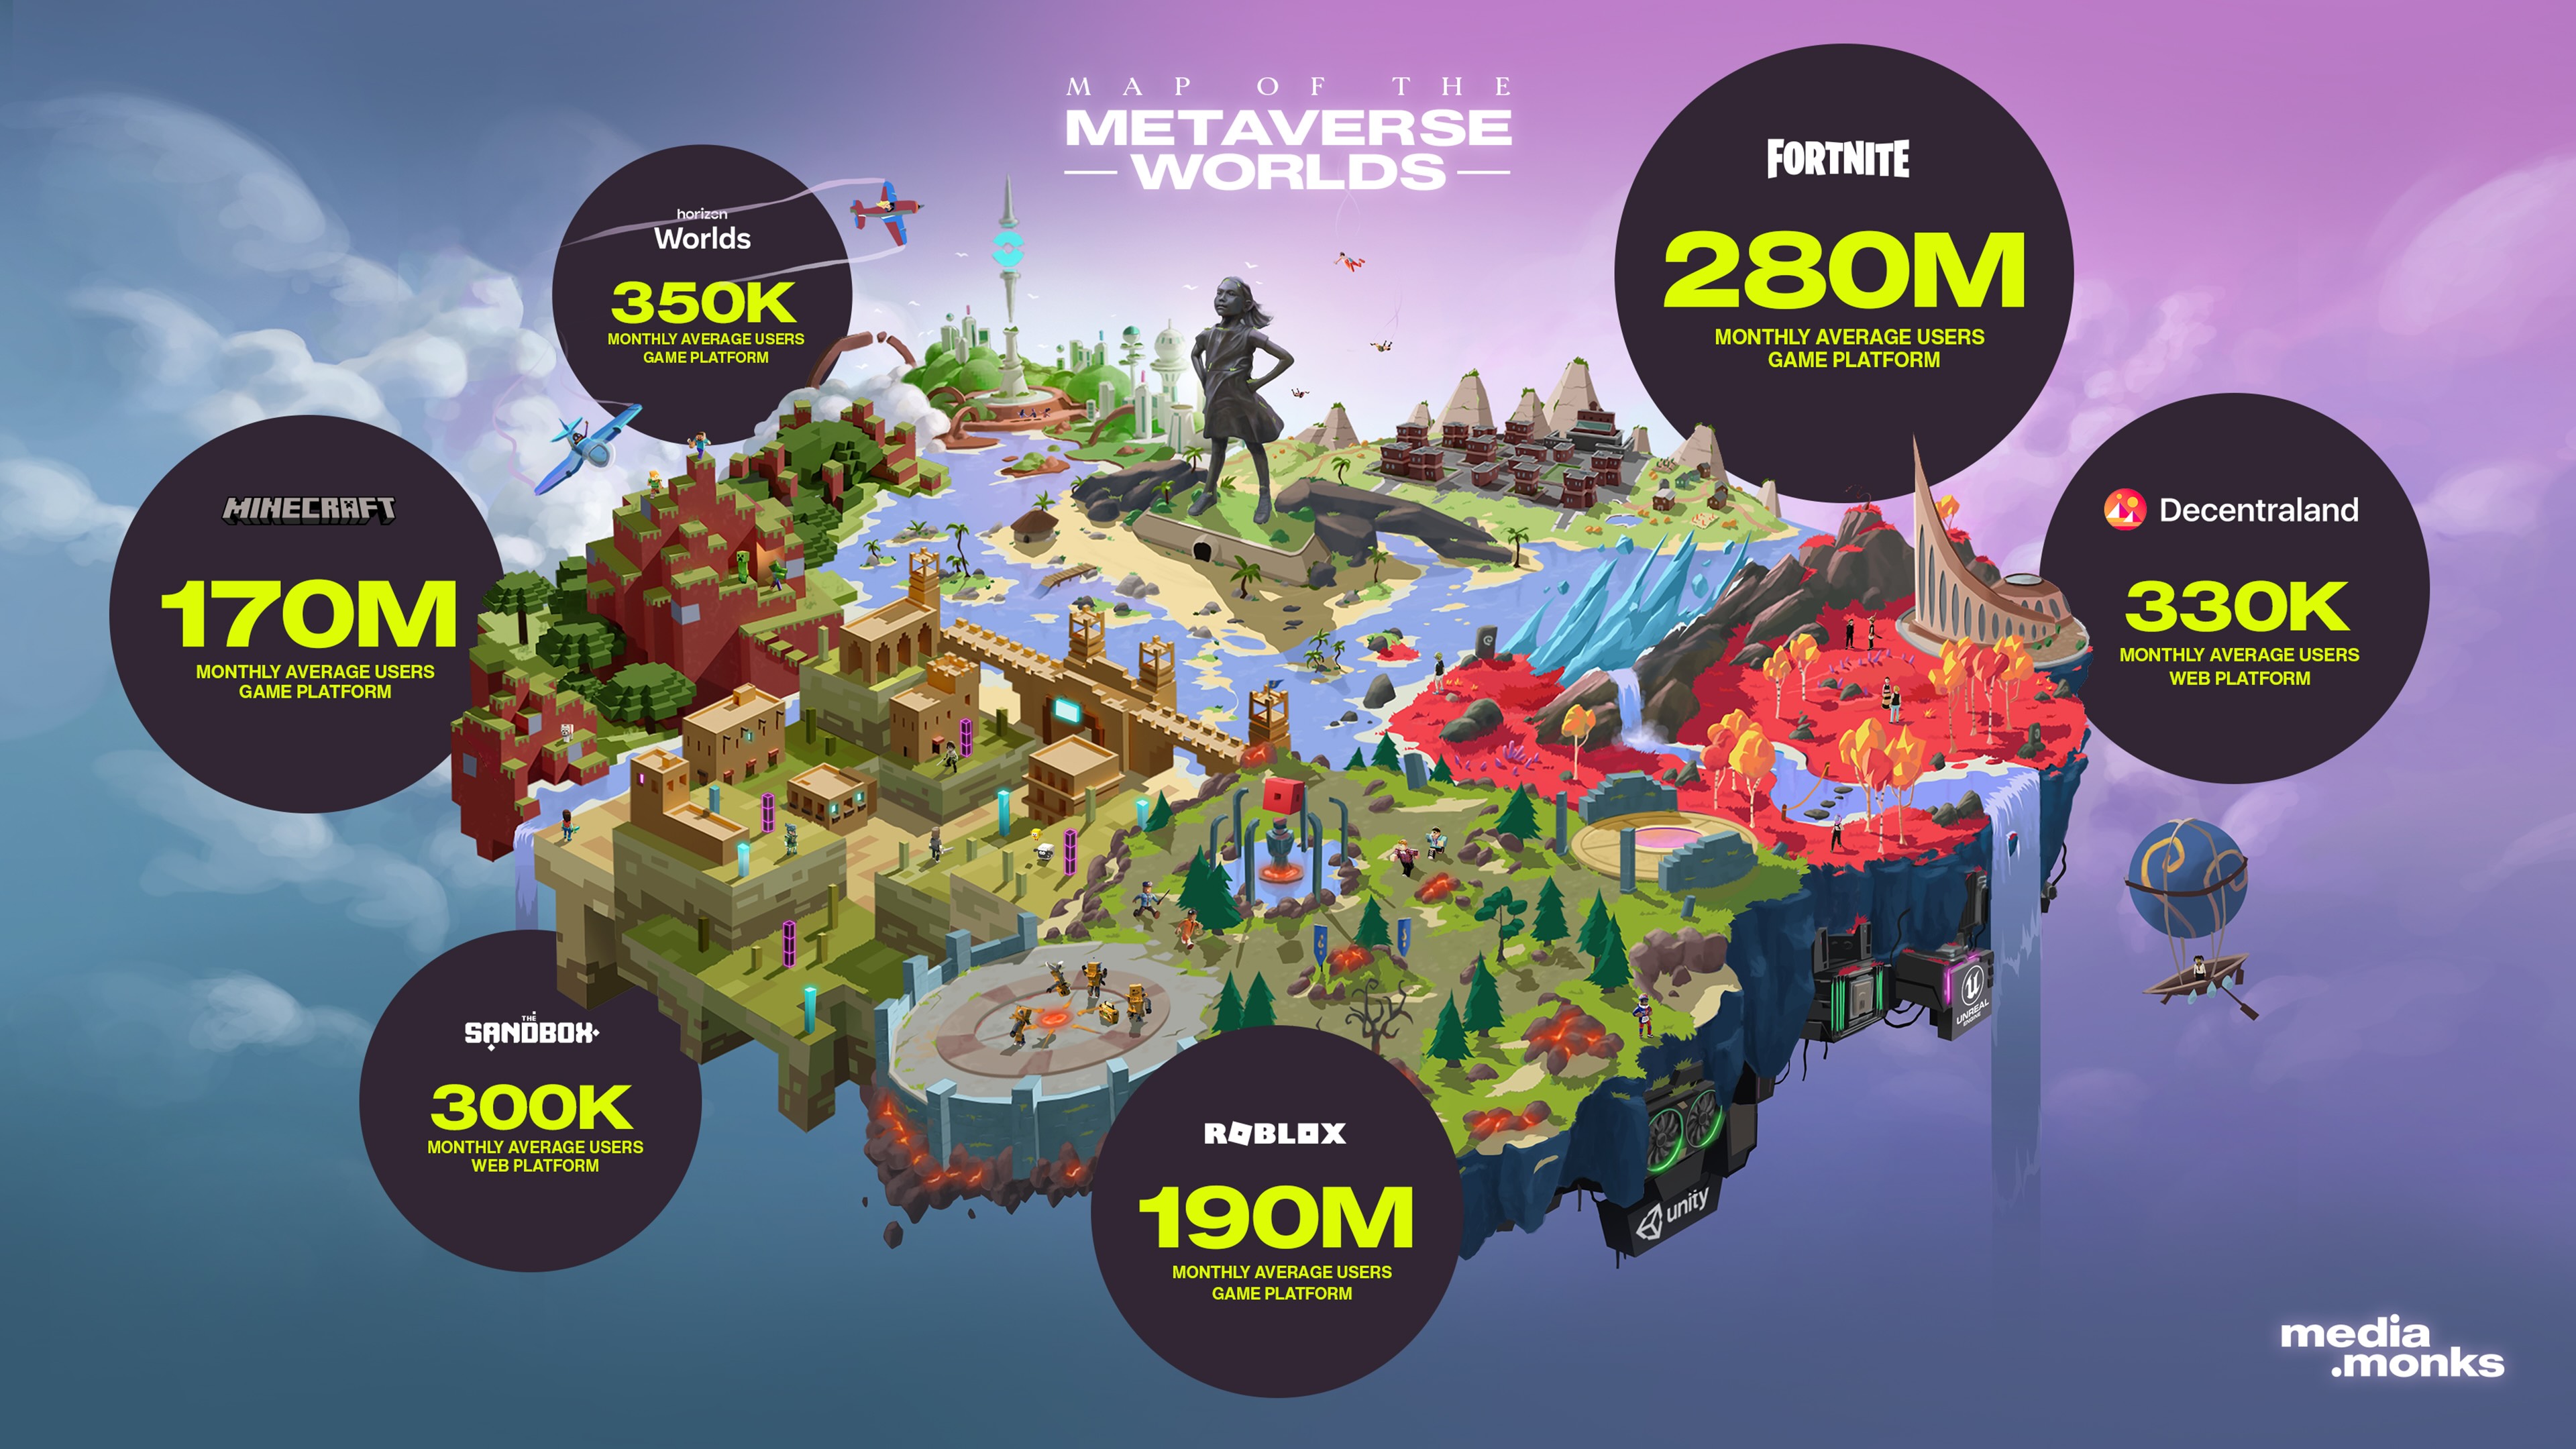 MAP OF THE
METAVERSE
WORLDS
FORTNITE
280M
MONTHLY AVERAGE USERS
GAME PLATFORM
horizon
Worlds
350K
MONTHLY AVERAGE USERS
GAME PLATFORM
MINECRAFT
170M
MONTHLY AVERAGE USERS
GAME PLATFORM
Decentraland
330K
MONTHLY AVERAGE USERS
WEB PLATFORM
THE
SANDBOX
300K
MONTHLY AVERAGE USERS
WEB PLATFORM
ROBLOX
190M
MONTHLY AVERAGE USERS
GAME PLATFORM
UNREAL
ENGINE
unity
media
.monks